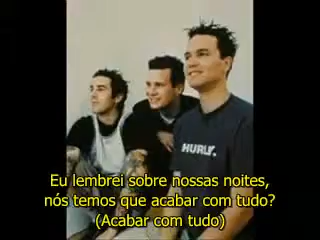 HURLY.
Eu lembrei sobre nossas noites,
nós temos que acabar com tudo?
(Acabar com tudo)